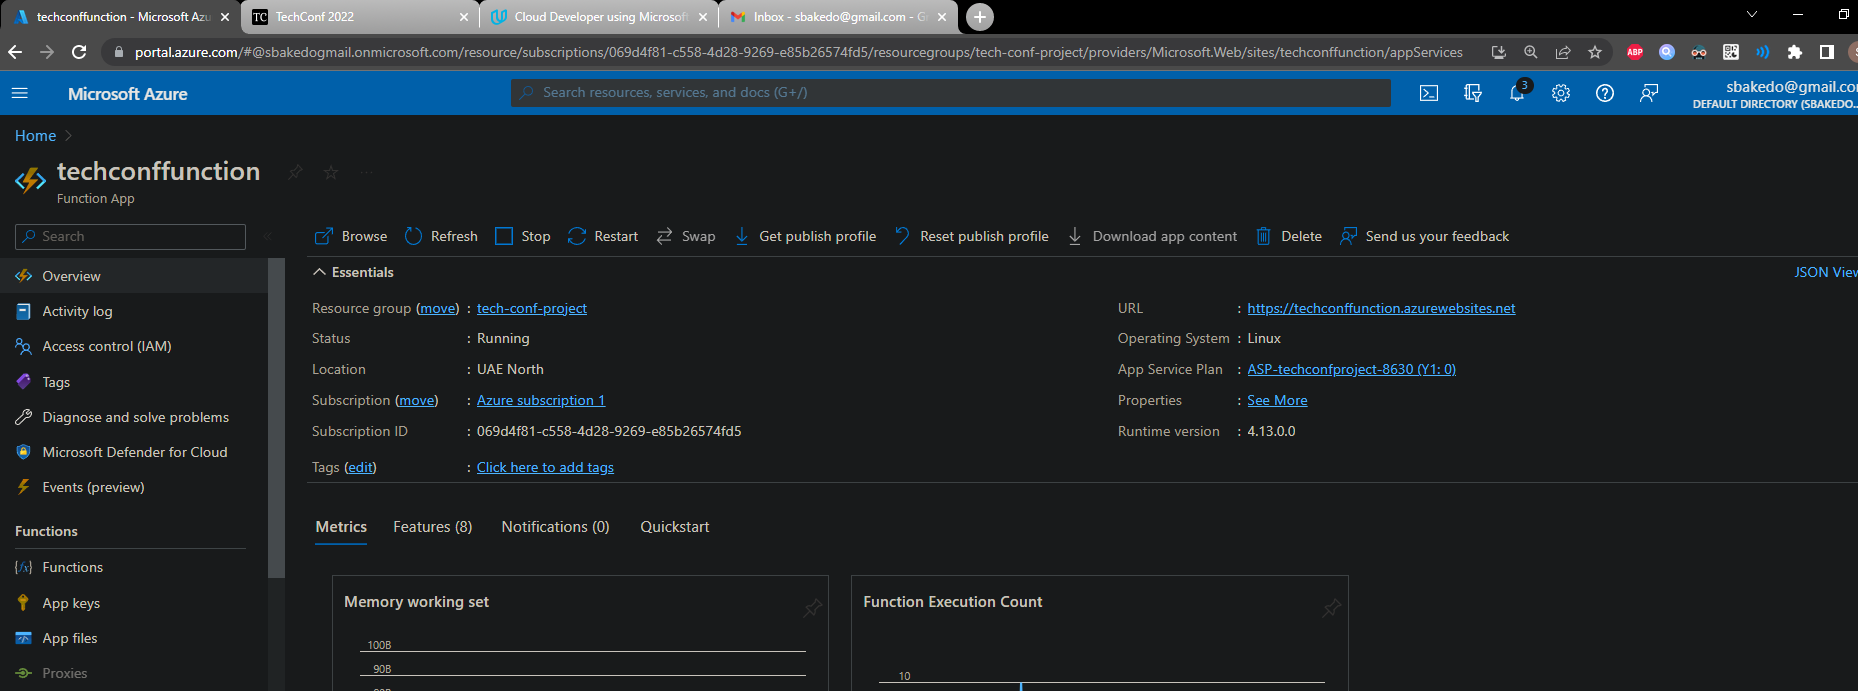 techconffunction - Microsoft Azu
TC TechConf 2022
Cloud Developer using Microsoft
Inbox - sbakedo@gmail.com - G
portal.azure.com/#@sbakedogmail.onmicrosoft.com/resource/subscriptions/069d4f81-c558-4d28-9269-e85b26574fd5/resourcegroups/tech-conf-project/providers/Microsoft.Web/sites/techconffunction/appServices
ABP
Microsoft Azure
Search resources, services, and docs (G+/)
3
sbakedo@gmail.co
DEFAULT DIRECTORY (SBAKEDO...
Home >
techconffunction
Function App
Search
Browse Refresh Stop Restart Swap Get publish profile Reset publish profile Download app content Delete Send us your feedback
Overview
Activity log
Access control (IAM)
Tags
Diagnose and solve problems
Microsoft Defender for Cloud
Events (preview)
Functions
Functions
App keys
App files
Proxies
Essentials
JSON View
Resource group (move) : tech-conf-project
Status : Running
Location : UAE North
Subscription (move) : Azure subscription 1
Subscription ID : 069d4f81-c558-4d28-9269-e85b26574fd5
Tags (edit) : Click here to add tags
URL : https://techconffunction.azurewebsites.net
Operating System : Linux
App Service Plan : ASP-techconfproject-8630 (Y1: 0)
Properties : See More
Runtime version : 4.13.0.0
Metrics Features (8) Notifications (0) Quickstart
Memory working set
100B
90B
Function Execution Count
10